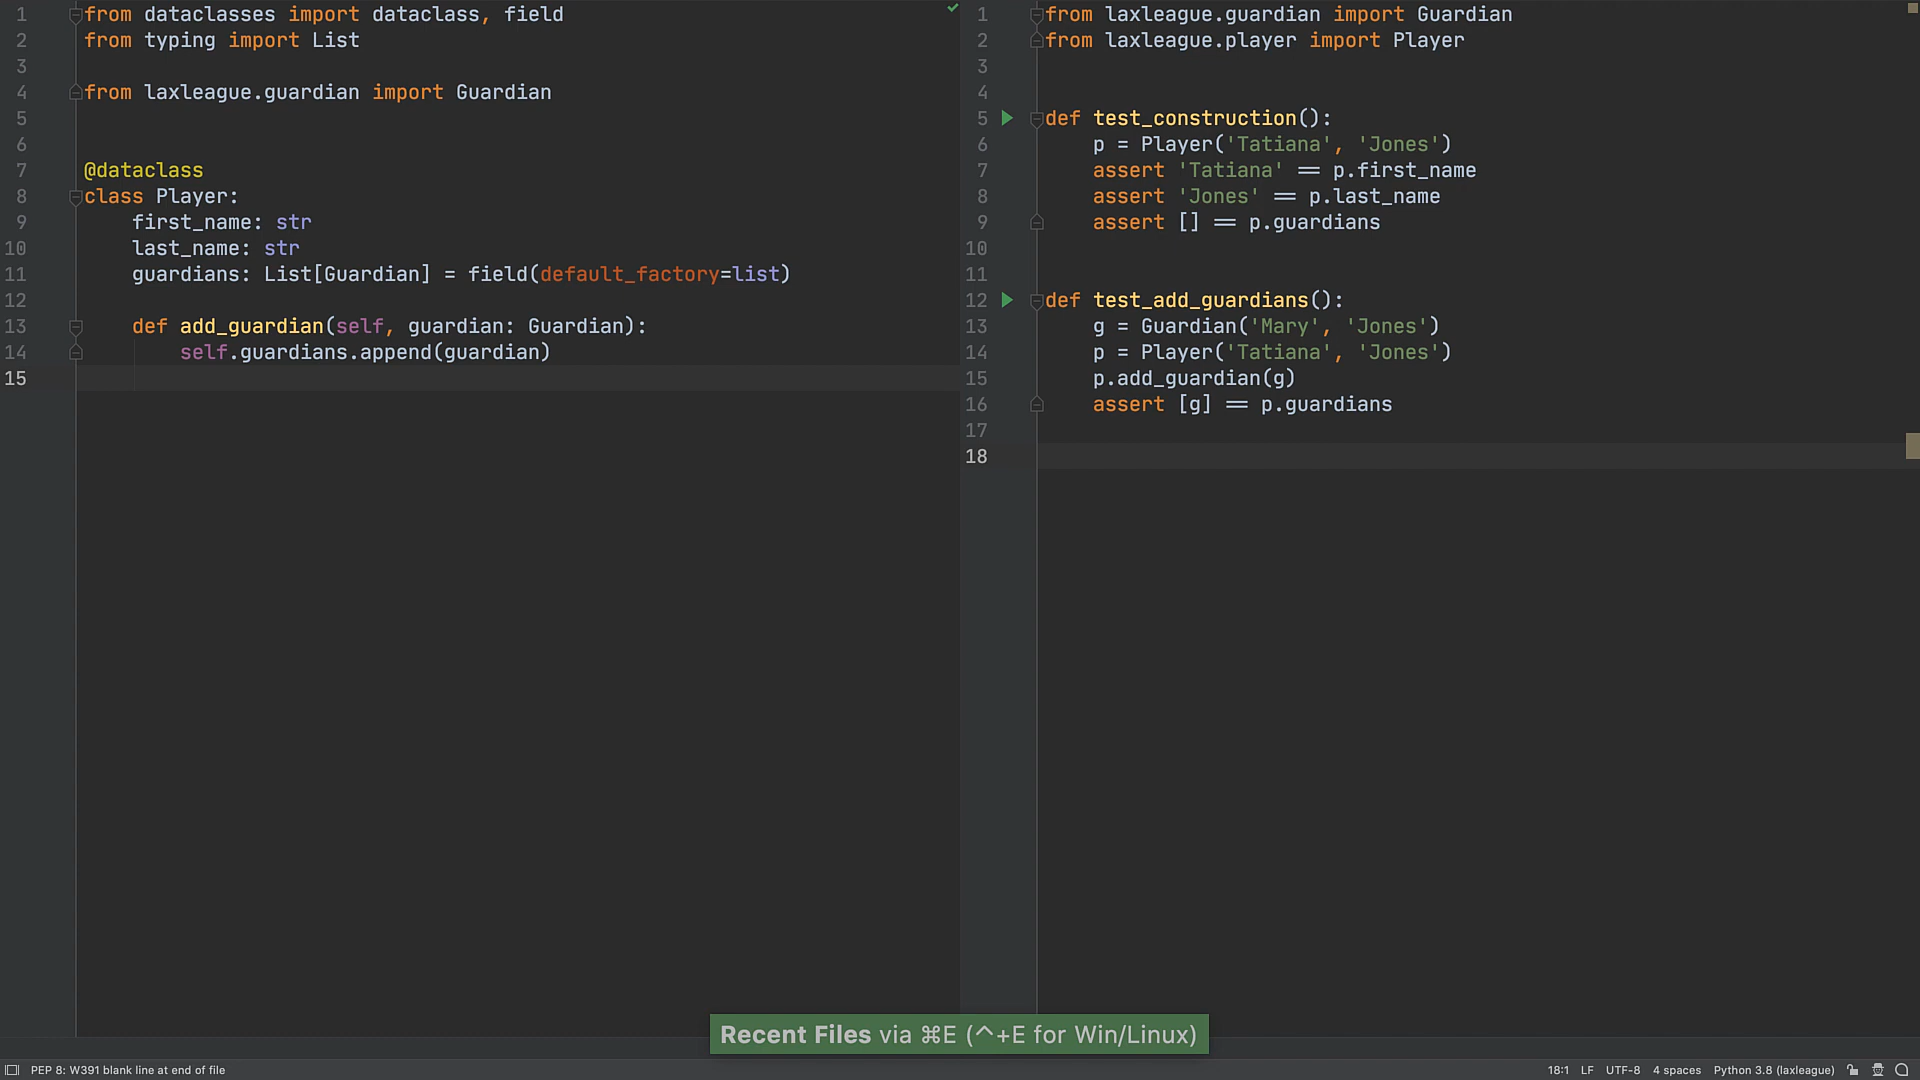 1 from dataclasses import dataclass, field
2 from typing import List
3
4 from laxleague.guardian import Guardian
5
6
7 @dataclass
8 class Player:
9     first_name: str
10     last_name: str
11     guardians: List[Guardian] = field(default_factory=list)
12
13     def add_guardian(self, guardian: Guardian):
14         self.guardians.append(guardian)
15
1 from laxleague.guardian import Guardian
2 from laxleague.player import Player
3
4
5 def test_construction():
6     p = Player('Tatiana', 'Jones')
7     assert 'Tatiana' == p.first_name
8     assert 'Jones' == p.last_name
9     assert [] == p.guardians
10
11
12 def test_add_guardians():
13     g = Guardian('Mary', 'Jones')
14     p = Player('Tatiana', 'Jones')
15     p.add_guardian(g)
16     assert [g] == p.guardians
17
18
Recent Files via ⌘E (^+E for Win/Linux)
PEP 8: W391 blank line at end of file
18:1 LF UTF-8 4 spaces Python 3.8 (laxleague)